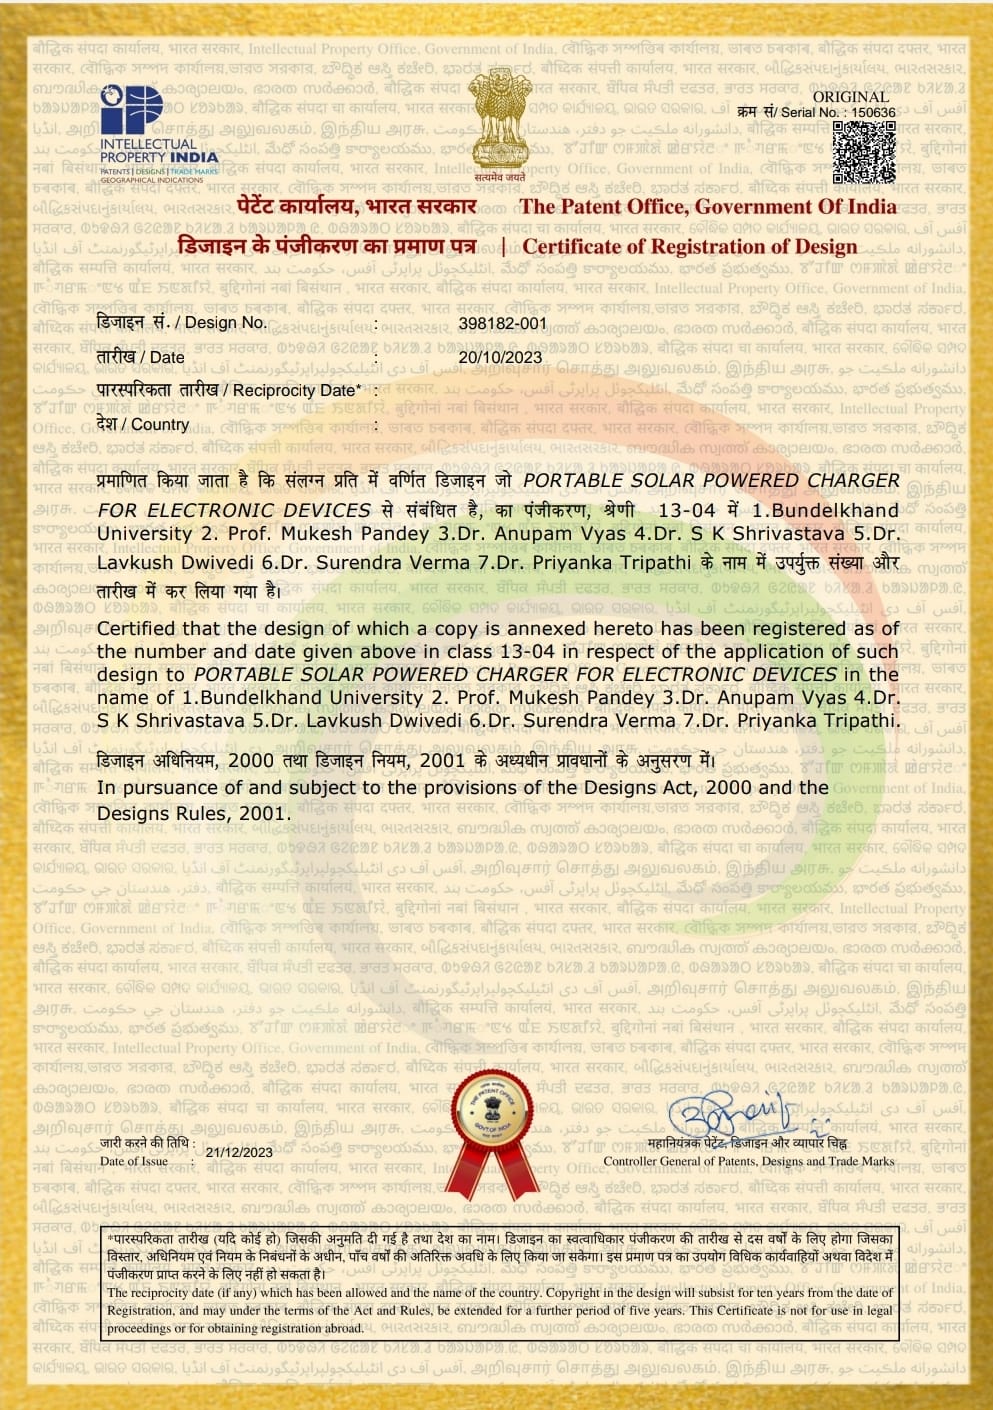 INTELLECTUAL
PROPERTY INDIA
PATENTS | DESIGNS | TRADE MARKS
GEOGRAPHICAL INDICATIONS
सत्यमेव जयते
ORIGINAL
क्रम सं/ Serial No. : 150636
पेटेंट कार्यालय, भारत सरकार The Patent Office, Government Of India
डिजाइन के पंजीकरण का प्रमाण पत्र | Certificate of Registration of Design
डिजाइन सं. / Design No. : 398182-001
तारीख / Date : 20/10/2023
पारस्परिकता तारीख / Reciprocity Date* :
देश / Country :
प्रमाणित किया जाता है कि संलग्न प्रति में वर्णित डिजाइन जो PORTABLE SOLAR POWERED CHARGER
FOR ELECTRONIC DEVICES से संबंधित है, का पंजीकरण, श्रेणी 13-04 में 1.Bundelkhand
University 2. Prof. Mukesh Pandey 3.Dr. Anupam Vyas 4.Dr. S K Shrivastava 5.Dr.
Lavkush Dwivedi 6.Dr. Surendra Verma 7.Dr. Priyanka Tripathi के नाम में उपर्युक्त संख्या और
तारीख में कर लिया गया है।
Certified that the design of which a copy is annexed hereto has been registered as of
the number and date given above in class 13-04 in respect of the application of such
design to PORTABLE SOLAR POWERED CHARGER FOR ELECTRONIC DEVICES in the
name of 1.Bundelkhand University 2. Prof. Mukesh Pandey 3.Dr. Anupam Vyas 4.Dr.
S K Shrivastava 5.Dr. Lavkush Dwivedi 6.Dr. Surendra Verma 7.Dr. Priyanka Tripathi.
डिजाइन अधिनियम, 2000 तथा डिजाइन नियम, 2001 के अध्यधीन प्रावधानों के अनुसरण में।
In pursuance of and subject to the provisions of the Designs Act, 2000 and the
Designs Rules, 2001.
THE PATENT OFFICE
GOVT OF INDIA
जारी करने की तिथि :
Date of Issue : 21/12/2023
महानियंत्रक पेटेंट, डिजाइन और व्यापार चिह्न
Controller General of Patents, Designs and Trade Marks
*पारस्परिकता तारीख (यदि कोई हो) जिसकी अनुमति दी गई है तथा देश का नाम। डिजाइन का स्वत्वाधिकार पंजीकरण की तारीख से दस वर्षों के लिए होगा जिसका
विस्तार, अधिनियम एवं नियम के निबंधनों के अधीन, पाँच वर्षों की अतिरिक्त अवधि के लिए किया जा सकेगा। इस प्रमाण पत्र का उपयोग विधिक कार्यवाहियों अथवा विदेश में
पंजीकरण प्राप्त करने के लिए नहीं हो सकता है।
The reciprocity date (if any) which has been allowed and the name of the country. Copyright in the design will subsist for ten years from the date of
Registration, and may under the terms of the Act and Rules, be extended for a further period of five years. This Certificate is not for use in legal
proceedings or for obtaining registration abroad.